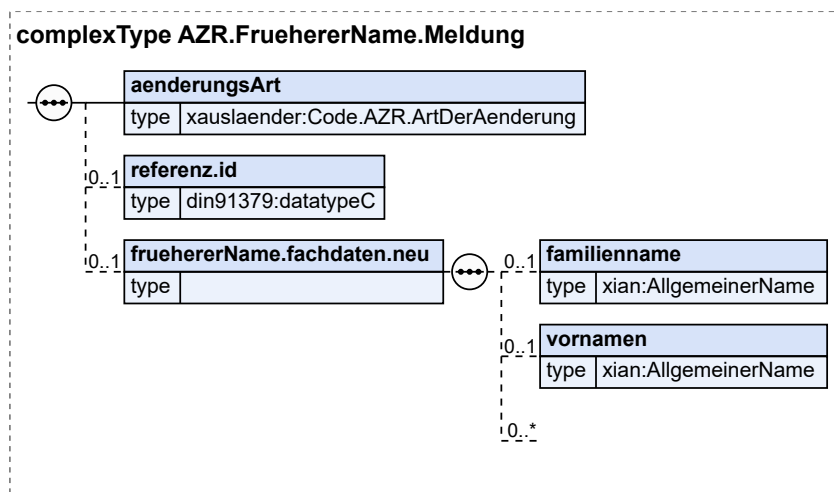 complexType AZR.FruehererName.Meldung
aenderungsArt
type xauslaender:Code.AZR.ArtDerAenderung
0..1 referenz.id
type din91379:datatypeC
0..1 fruehererName.fachdaten.neu
type
0..1 familienname
type xian:AllgemeinerName
0..1 vornamen
type xian:AllgemeinerName
0..*